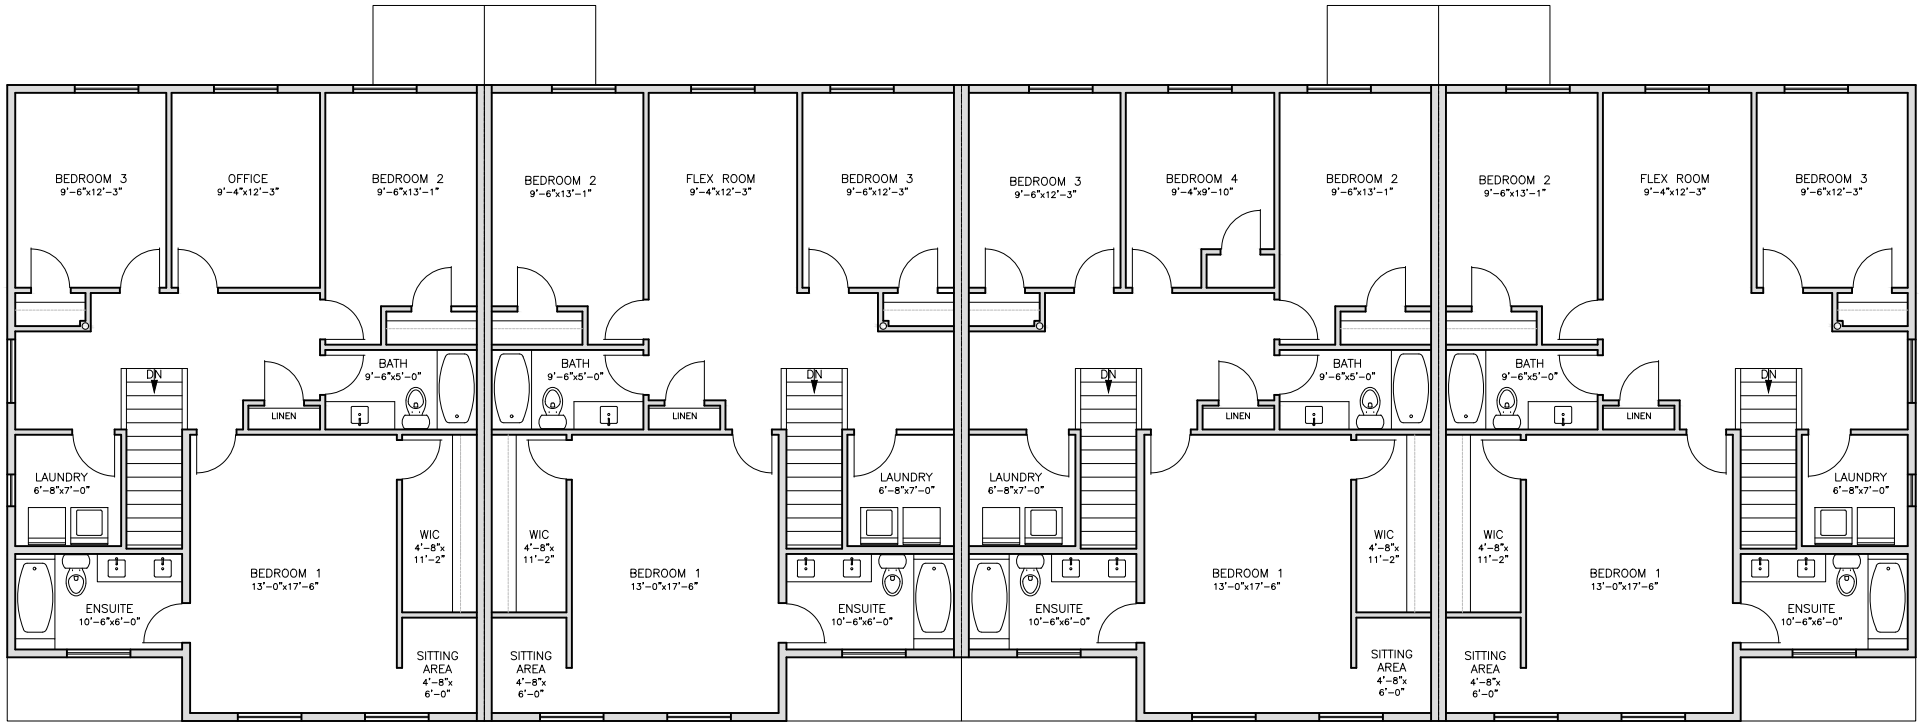 BEDROOM 3
9'-6"x12'-3"
OFFICE
9'-4"x12'-3"
BEDROOM 2
9'-6"x13'-1"
BEDROOM 2
9'-6"x13'-1"
FLEX ROOM
9'-4"x12'-3"
BEDROOM 3
9'-6"x12'-3"
BEDROOM 3
9'-6"x12'-3"
BEDROOM 4
9'-4"x9'-10"
BEDROOM 2
9'-6"x13'-1"
BEDROOM 2
9'-6"x13'-1"
FLEX ROOM
9'-4"x12'-3"
BEDROOM 3
9'-6"x12'-3"
DN
BATH
9'-6"x5'-0"
BATH
9'-6"x5'-0"
DN
DN
BATH
9'-6"x5'-0"
BATH
9'-6"x5'-0"
DN
LINEN
LINEN
LINEN
LINEN
LAUNDRY
6'-8"x7'-0"
LAUNDRY
6'-8"x7'-0"
LAUNDRY
6'-8"x7'-0"
LAUNDRY
6'-8"x7'-0"
WIC
4'-8"x
11'-2"
WIC
4'-8"x
11'-2"
WIC
4'-8"x
11'-2"
WIC
4'-8"x
11'-2"
BEDROOM 1
13'-0"x17'-6"
BEDROOM 1
13'-0"x17'-6"
BEDROOM 1
13'-0"x17'-6"
BEDROOM 1
13'-0"x17'-6"
ENSUITE
10'-6"x6'-0"
ENSUITE
10'-6"x6'-0"
ENSUITE
10'-6"x6'-0"
ENSUITE
10'-6"x6'-0"
SITTING
AREA
4'-8"x
6'-0"
SITTING
AREA
4'-8"x
6'-0"
SITTING
AREA
4'-8"x
6'-0"
SITTING
AREA
4'-8"x
6'-0"